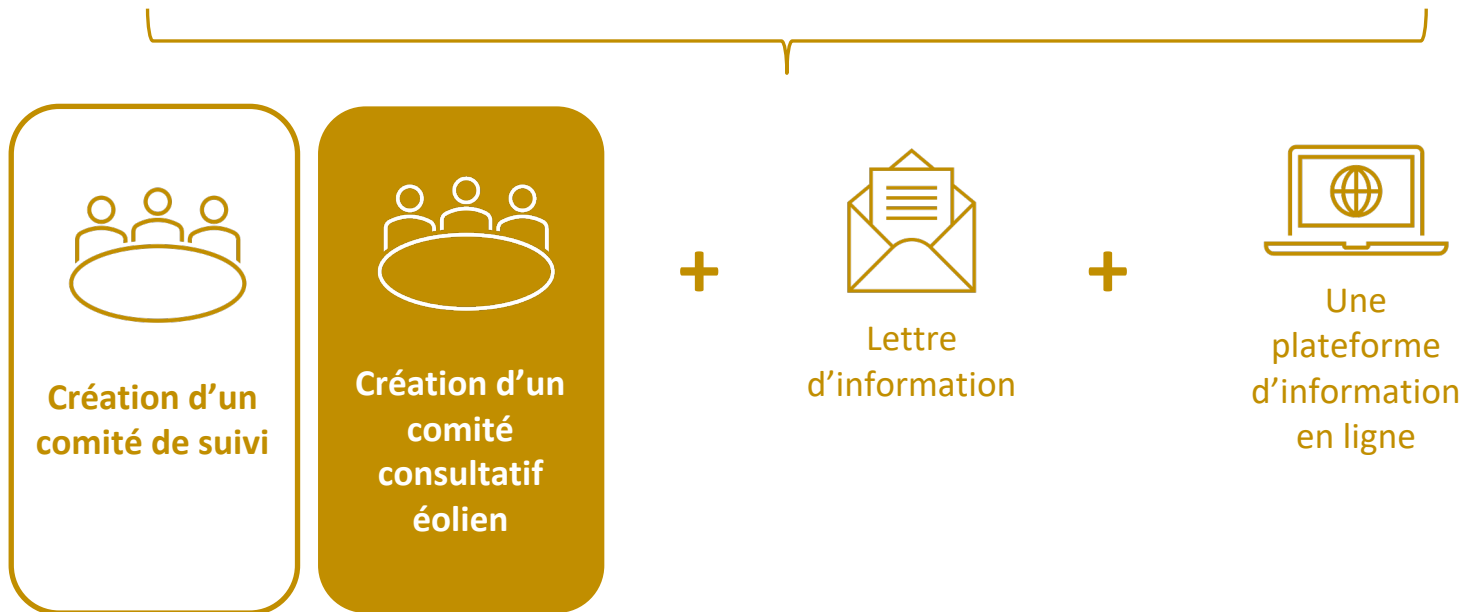 Création d’un
comité de suivi
Création d’un
comité
consultatif
éolien
+
Lettre
d’information
+
Une
plateforme
d’information
en ligne